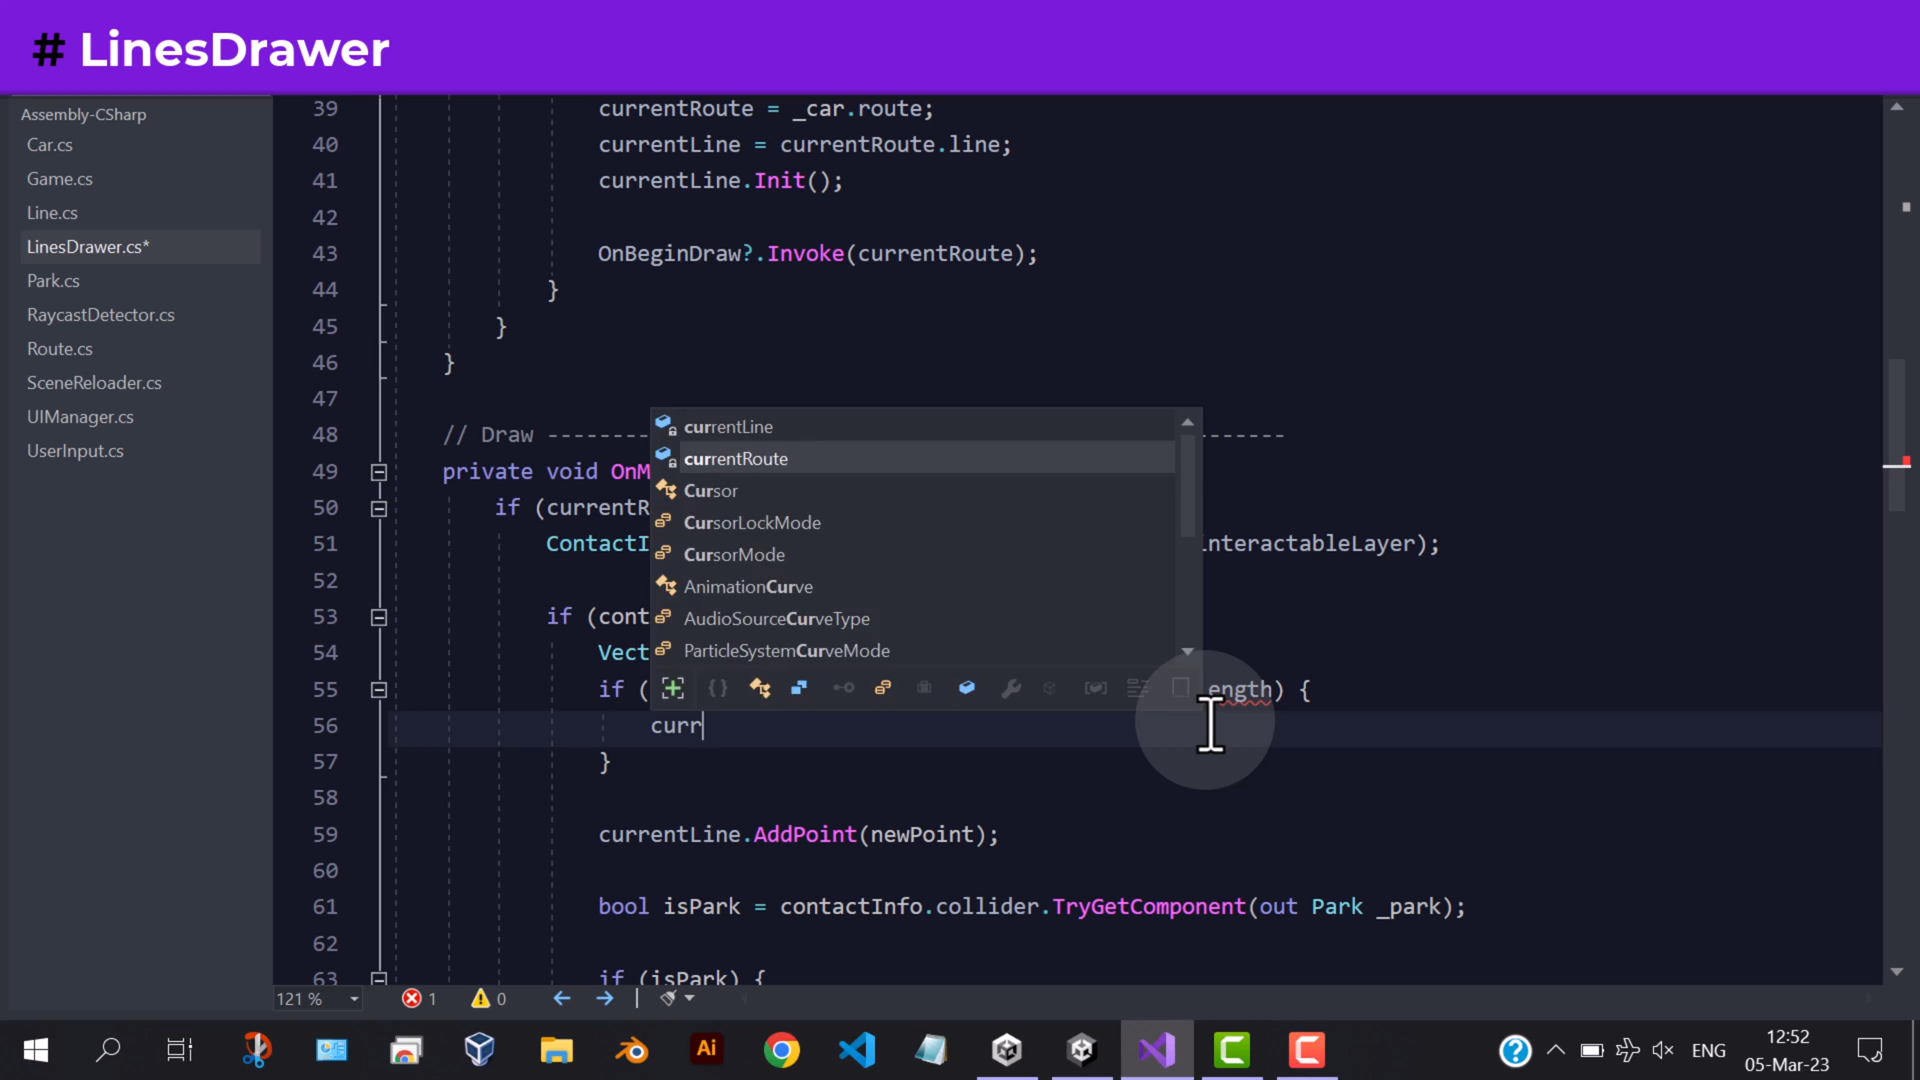 # LinesDrawer
Assembly-CSharp
Car.cs
Game.cs
Line.cs
LinesDrawer.cs*
Park.cs
RaycastDetector.cs
Route.cs
SceneReloader.cs
UIManager.cs
UserInput.cs
39 currentRoute = _car.route;
40 currentLine = currentRoute.line;
41 currentLine.Init();
42
43 OnBeginDraw?.Invoke(currentRoute);
44 }
45 }
46 }
47
48 // Draw ---------- ------
49 private void OnM
50 if (currentR
51 ContactI nteractableLayer);
52
53 if (cont
54 Vect
55 if ( ength) {
56 curr
57 }
58
59 currentLine.AddPoint(newPoint);
60
61 bool isPark = contactInfo.collider.TryGetComponent(out Park _park);
62
63 if (isPark) {
currentLine
currentRoute
Cursor
CursorLockMode
CursorMode
AnimationCurve
AudioSourceCurveType
ParticleSystemCurveMode
121 % 1 0
Ai
ENG
12:52
05-Mar-23